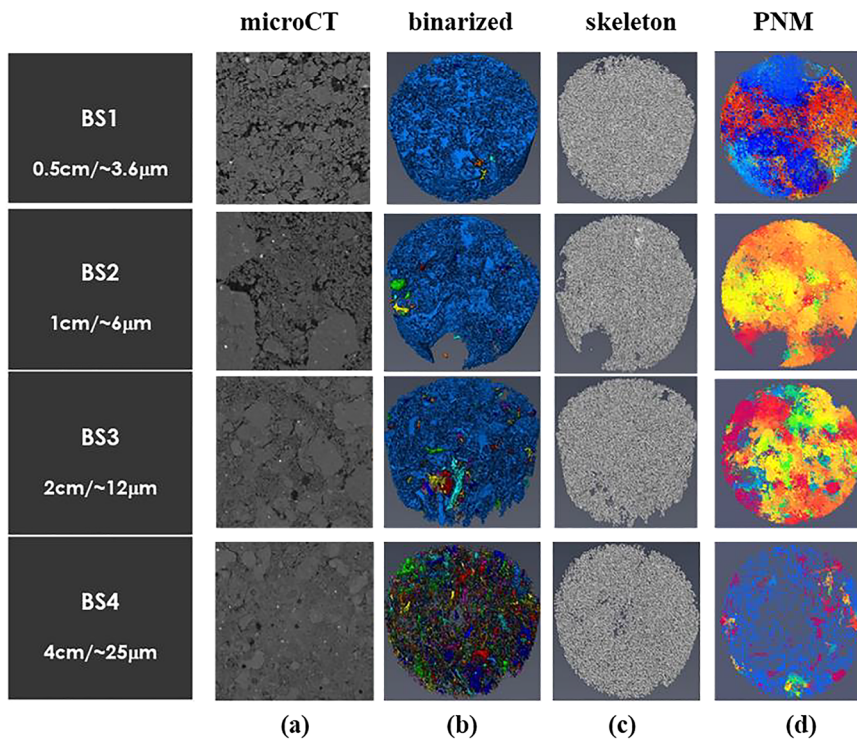 microCT binarized skeleton PNM
BS1
0.5cm/~3.6μm
BS2
1cm/~6μm
BS3
2cm/~12μm
BS4
4cm/~25μm
(a) (b) (c) (d)